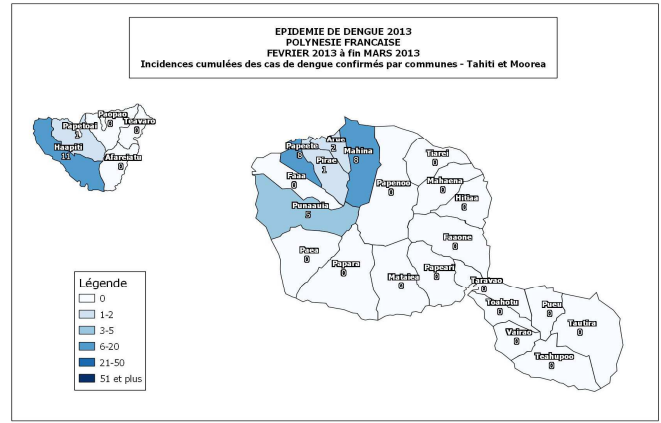 EPIDEMIE DE DENGUE 2013
POLYNESIE FRANCAISE
FEVRIER 2013 à fin MARS 2013
Incidences cumulées des cas de dengue confirmés par communes - Tahiti et Moorea
Paopao
0
Teavaro
0
Papetoai
1
Haapiti
11
Afareiatu
0
Arue
2
Papeete
8
Mahina
8
Pirae
1
Faaa
0
Punaauia
5
Papenoo
0
Tiarei
0
Mahaena
0
Hitiaa
0
Faaone
0
Paea
0
Papara
0
Mataiea
0
Papeari
0
Taravao
0
Toahotu
0
Pueu
0
Tautira
0
Vairao
0
Teahupoo
0
Légende
0
1-2
3-5
6-20
21-50
51 et plus